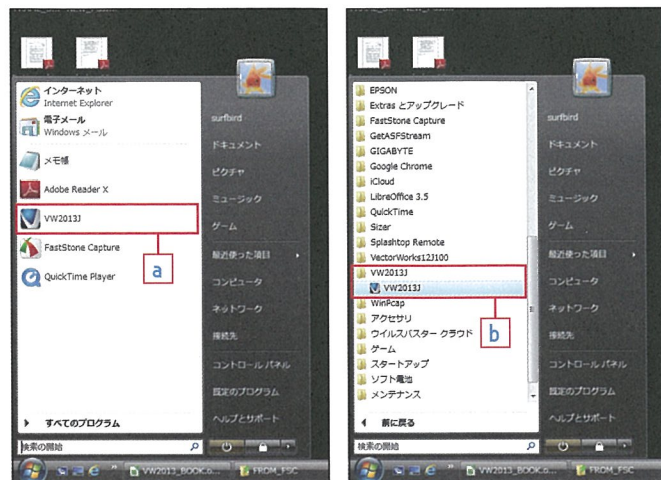 インターネット
Internet Explorer
電子メール
Windows メール
メモ帳
Adobe Reader X
VW2013J
FastStone Capture
QuickTime Player
すべてのプログラム
検索の開始
surfbird
ドキュメント
ピクチャ
ミュージック
ゲーム
最近使った項目
コンピュータ
ネットワーク
接続先
コントロール パネル
既定のプログラム
ヘルプとサポート
a
VW2013_BOOK.o...
FROM_FSC
EPSON
Extras とアップグレード
FastStone Capture
GetASFStream
GIGABYTE
Google Chrome
iCloud
LibreOffice 3.5
QuickTime
Sizer
Splashtop Remote
VectorWorks12J100
VW2013J
VW2013J
WinPcap
アクセサリ
ウイルスバスター クラウド
ゲーム
スタートアップ
ソフト電池
メンテナンス
前に戻る
検索の開始
surfbird
ドキュメント
ピクチャ
ミュージック
ゲーム
最近使った項目
コンピュータ
ネットワーク
接続先
コントロール パネル
既定のプログラム
ヘルプとサポート
b
VW2013_BOOK.o...
FROM_FSC